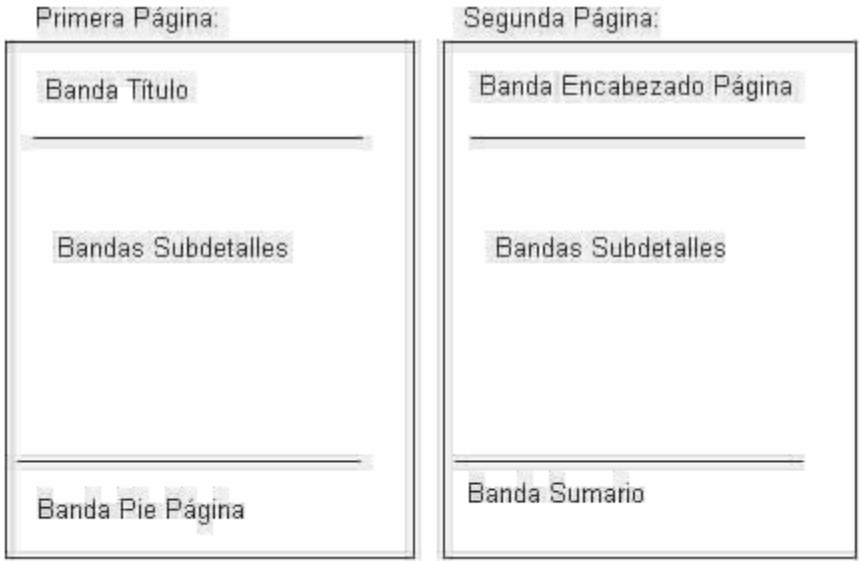 Primera Página:
Banda Título
Bandas Subdetalles
Banda Pie Página
Segunda Página:
Banda Encabezado Página
Bandas Subdetalles
Banda Sumario